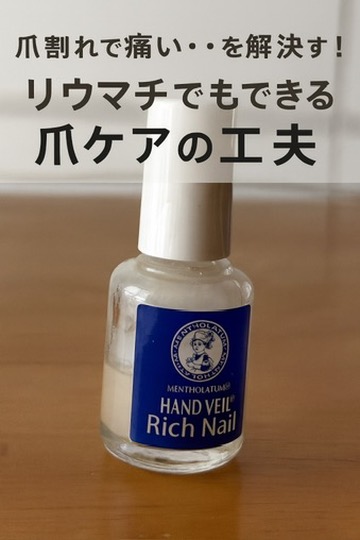 爪割れで痛い・・を解決す!
リウマチでもできる
爪ケアの工夫
MENTHOLATUM
MENTHOLATUM®
HAND VEIL®
Rich Nail